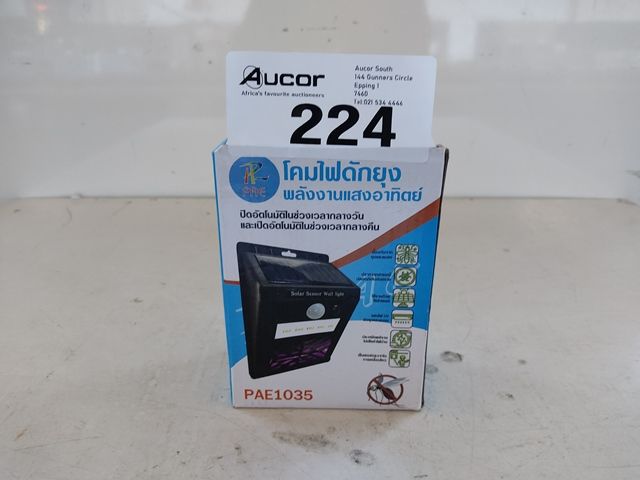 Aucor
Africa's favourite auctioneers
Aucor South
144 Gunners Circle
Epping 1
7460
Tel:021 534 4444
224
PAE
โคมไฟดักยุง
พลังงานแสงอาทิตย์
ปิดอัตโนมัติในช่วงเวลากลางวัน
และเปิดอัตโนมัติในช่วงเวลากลางคืน
Solar Sensor Wall light
PAE1035